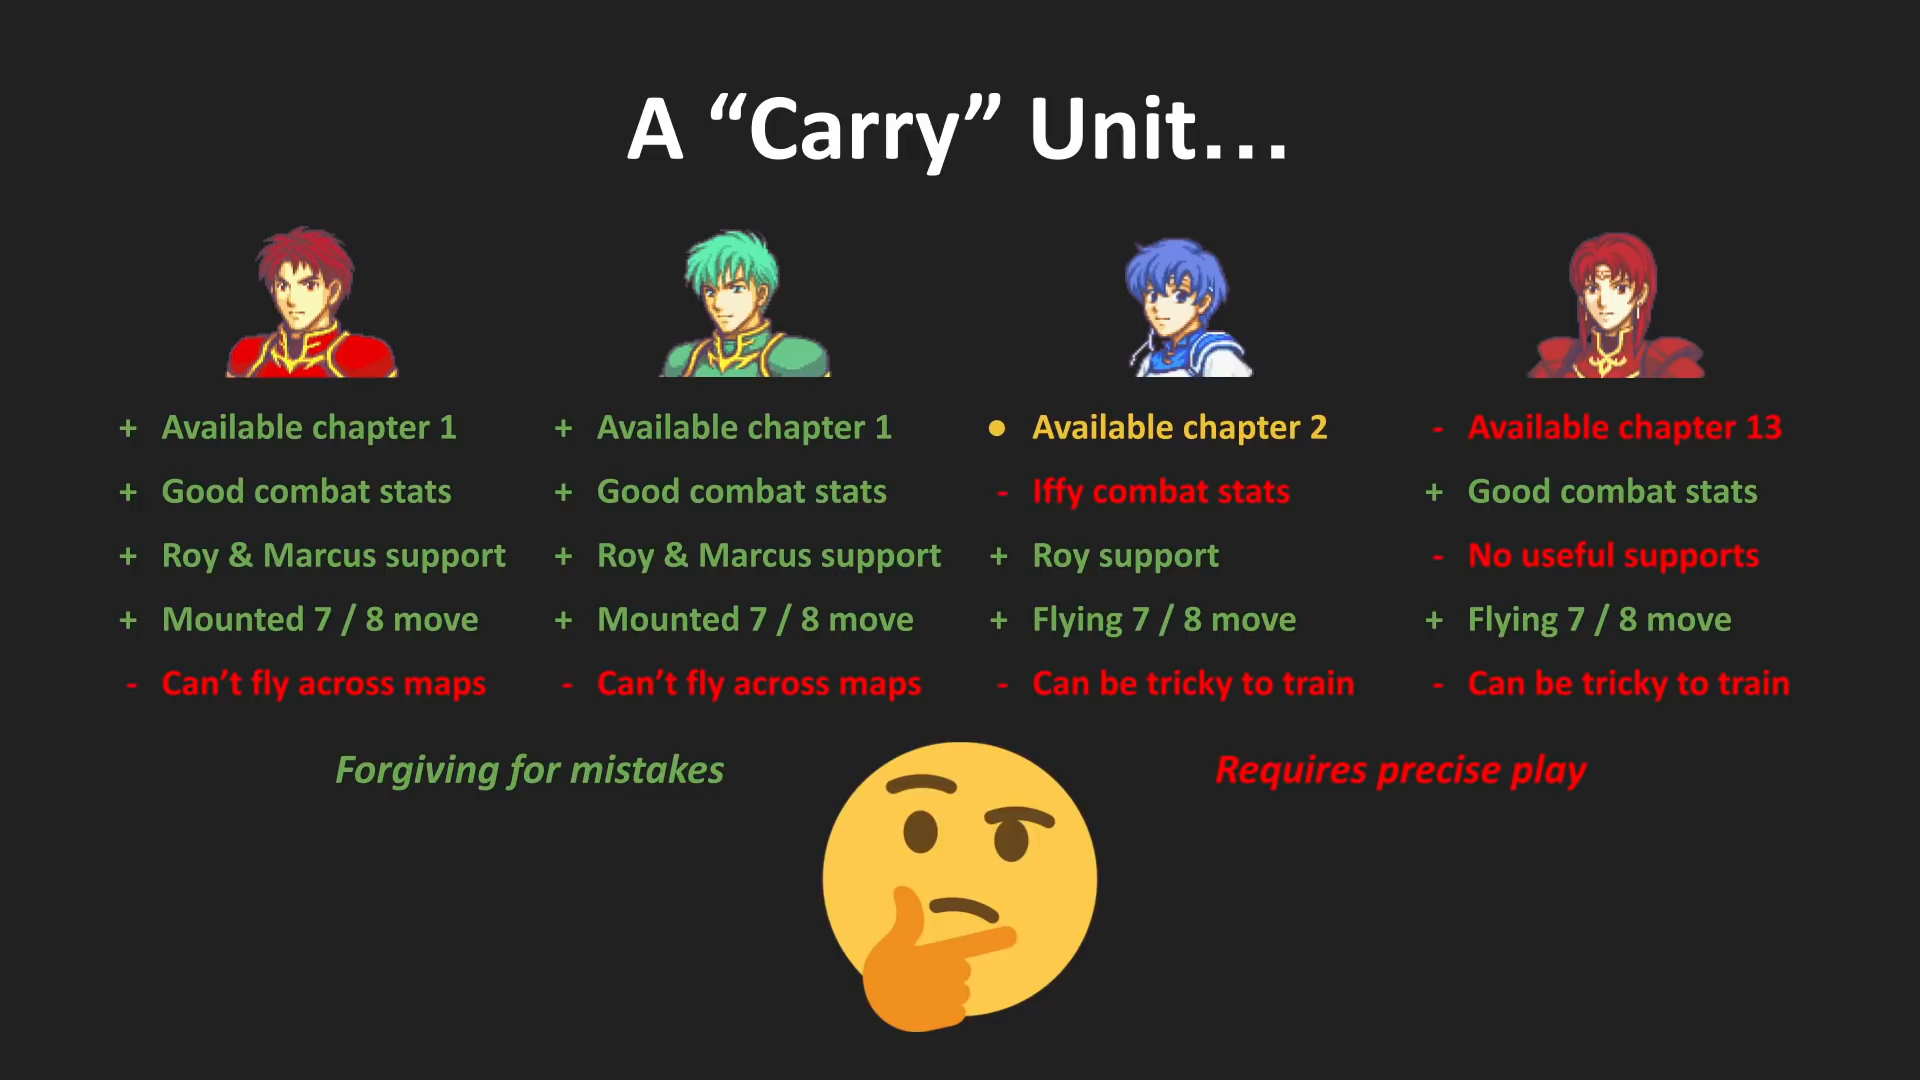 A “Carry” Unit…
+ Available chapter 1
+ Good combat stats
+ Roy & Marcus support
+ Mounted 7 / 8 move
- Can’t fly across maps
+ Available chapter 1
+ Good combat stats
+ Roy & Marcus support
+ Mounted 7 / 8 move
- Can’t fly across maps
● Available chapter 2
- Iffy combat stats
+ Roy support
+ Flying 7 / 8 move
- Can be tricky to train
- Available chapter 13
+ Good combat stats
- No useful supports
+ Flying 7 / 8 move
- Can be tricky to train
Forgiving for mistakes
Requires precise play